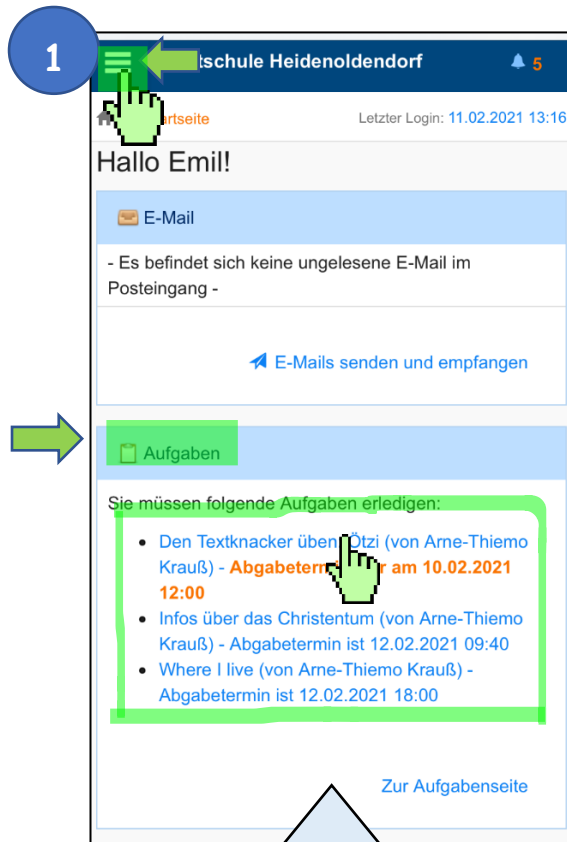 1
tschule Heidenoldendorf 5
rtseite Letzter Login: 11.02.2021 13:16
Hallo Emil!
E-Mail
- Es befindet sich keine ungelesene E-Mail im
Posteingang -
E-Mails senden und empfangen
Aufgaben
Sie müssen folgende Aufgaben erledigen:
• Den Textknacker üben: Ötzi (von Arne-Thiemo
Krauß) - Abgabeterm r am 10.02.2021
12:00
• Infos über das Christentum (von Arne-Thiemo
Krauß) - Abgabetermin ist 12.02.2021 09:40
• Where I live (von Arne-Thiemo Krauß) -
Abgabetermin ist 12.02.2021 18:00
Zur Aufgabenseite